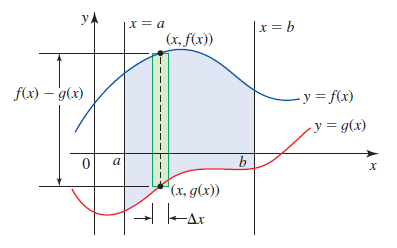 y
x = a
x = b
(x, f(x))
f(x) − g(x)
y = f(x)
y = g(x)
0
a
b
x
(x, g(x))
Δx